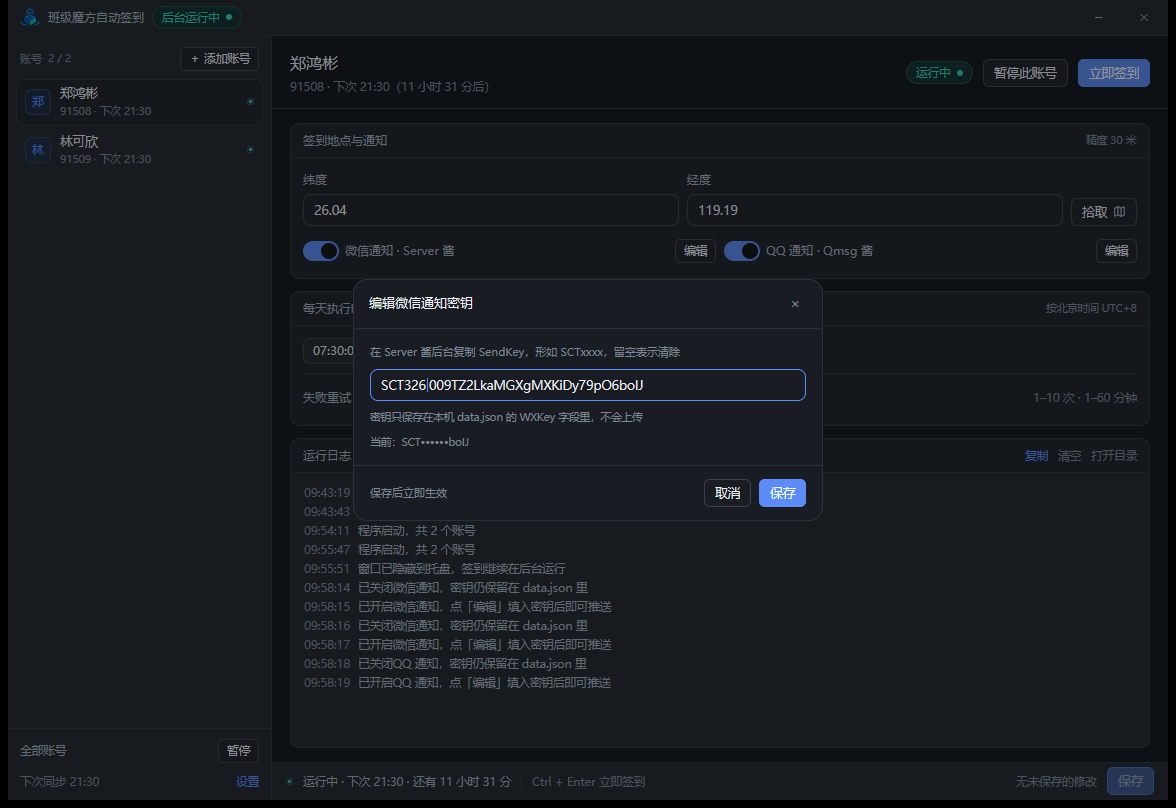 班级魔方自动签到 后台运行中
账号 2 / 2 + 添加账号
郑 郑鸿彬
91508 · 下次 21:30
林 林可欣
91509 · 下次 21:30
全部账号 暂停
下次同步 21:30 设置
郑鸿彬
91508 · 下次 21:30（11 小时 31 分后）
运行中 暂停此账号 立即签到
签到地点与通知 精度 30 米
纬度 经度
26.04 119.19 拾取
微信通知 · Server 酱 编辑 QQ 通知 · Qmsg 酱 编辑
每天执行 按北京时间 UTC+8
07:30:0
失败重试 1–10 次 · 1–60 分钟
运行日志 复制 清空 打开目录
09:43:19
09:43:43
09:54:11 程序启动，共 2 个账号
09:55:47 程序启动，共 2 个账号
09:55:51 窗口已隐藏到托盘，签到继续在后台运行
09:58:14 已关闭微信通知，密钥仍保留在 data.json 里
09:58:15 已开启微信通知，点「编辑」填入密钥后即可推送
09:58:16 已关闭微信通知，密钥仍保留在 data.json 里
09:58:17 已开启微信通知，点「编辑」填入密钥后即可推送
09:58:18 已关闭QQ 通知，密钥仍保留在 data.json 里
09:58:19 已开启QQ 通知，点「编辑」填入密钥后即可推送
编辑微信通知密钥 ×
在 Server 酱后台复制 SendKey，形如 SCTxxxx，留空表示清除
SCT326009TZ2LkaMGXgMXKiDy79pO6boIJ
密钥只保存在本机 data.json 的 WXKey 字段里，不会上传
当前：SCT••••••boIJ
保存后立即生效 取消 保存
运行中 · 下次 21:30 · 还有 11 小时 31 分 Ctrl + Enter 立即签到 无未保存的修改 保存